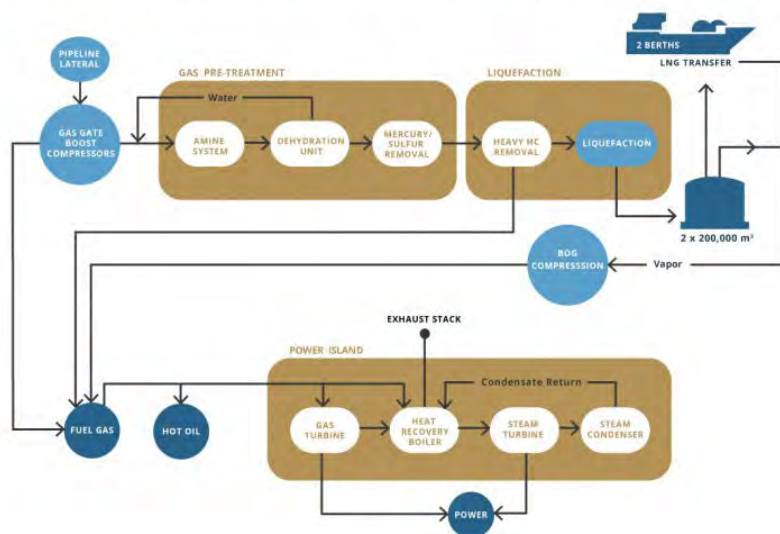 PIPELINE
LATERAL
GAS GATE
BOOST
COMPRESSORS
GAS PRE-TREATMENT
Water
AMINE
SYSTEM
DEHYDRATION
UNIT
MERCURY/
SULFUR
REMOVAL
LIQUEFACTION
HEAVY HC
REMOVAL
LIQUEFACTION
2 BERTHS
LNG TRANSFER
2 x 200,000 m³
BOG
COMPRESSSION
Vapor
EXHAUST STACK
POWER ISLAND
Condensate Return
FUEL GAS
HOT OIL
GAS
TURBINE
HEAT
RECOVERY
BOILER
STEAM
TURBINE
STEAM
CONDENSER
POWER